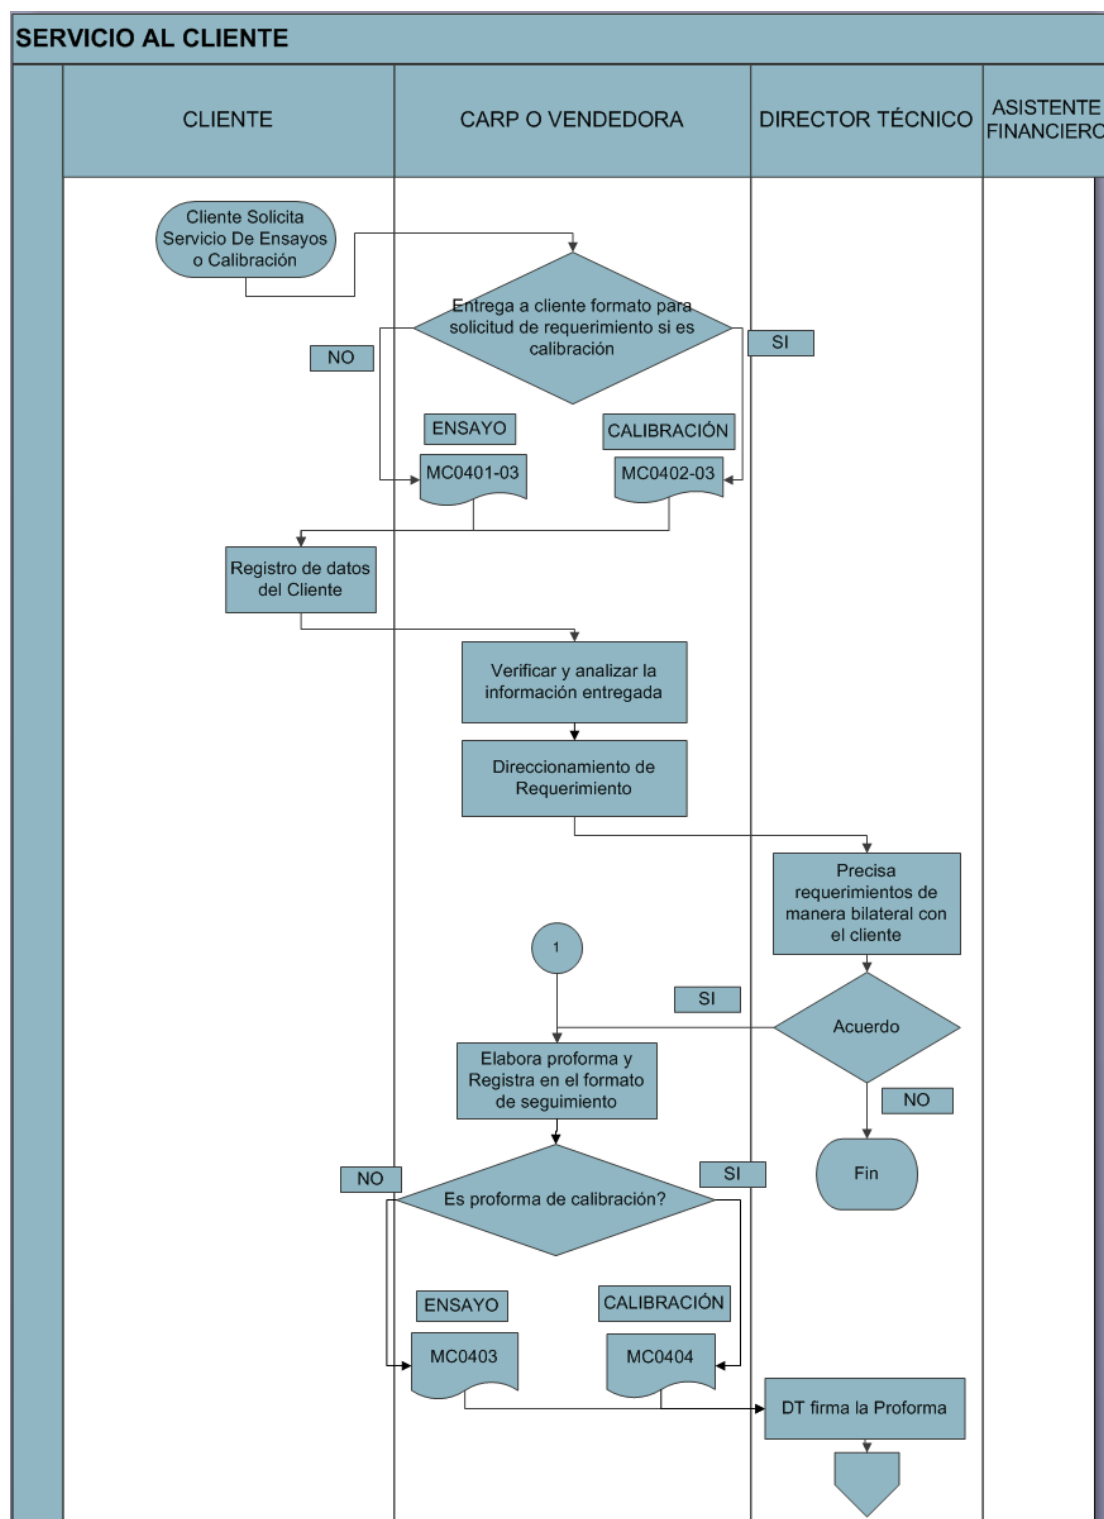 SERVICIO AL CLIENTE
CLIENTE
CARP O VENDEDORA
DIRECTOR TÉCNICO
ASISTENTE
FINANCIERO
Cliente Solicita
Servicio De Ensayos
o Calibración
Entrega a cliente formato para
solicitud de requerimiento si es
calibración
NO
SI
ENSAYO
CALIBRACIÓN
MC0401-03
MC0402-03
Registro de datos
del Cliente
Verificar y analizar la
información entregada
Direccionamiento de
Requerimiento
Precisa
requerimientos de
manera bilateral con
el cliente
1
SI
Acuerdo
Elabora proforma y
Registra en el formato
de seguimiento
NO
Fin
NO
SI
Es proforma de calibración?
ENSAYO
CALIBRACIÓN
MC0403
MC0404
DT firma la Proforma